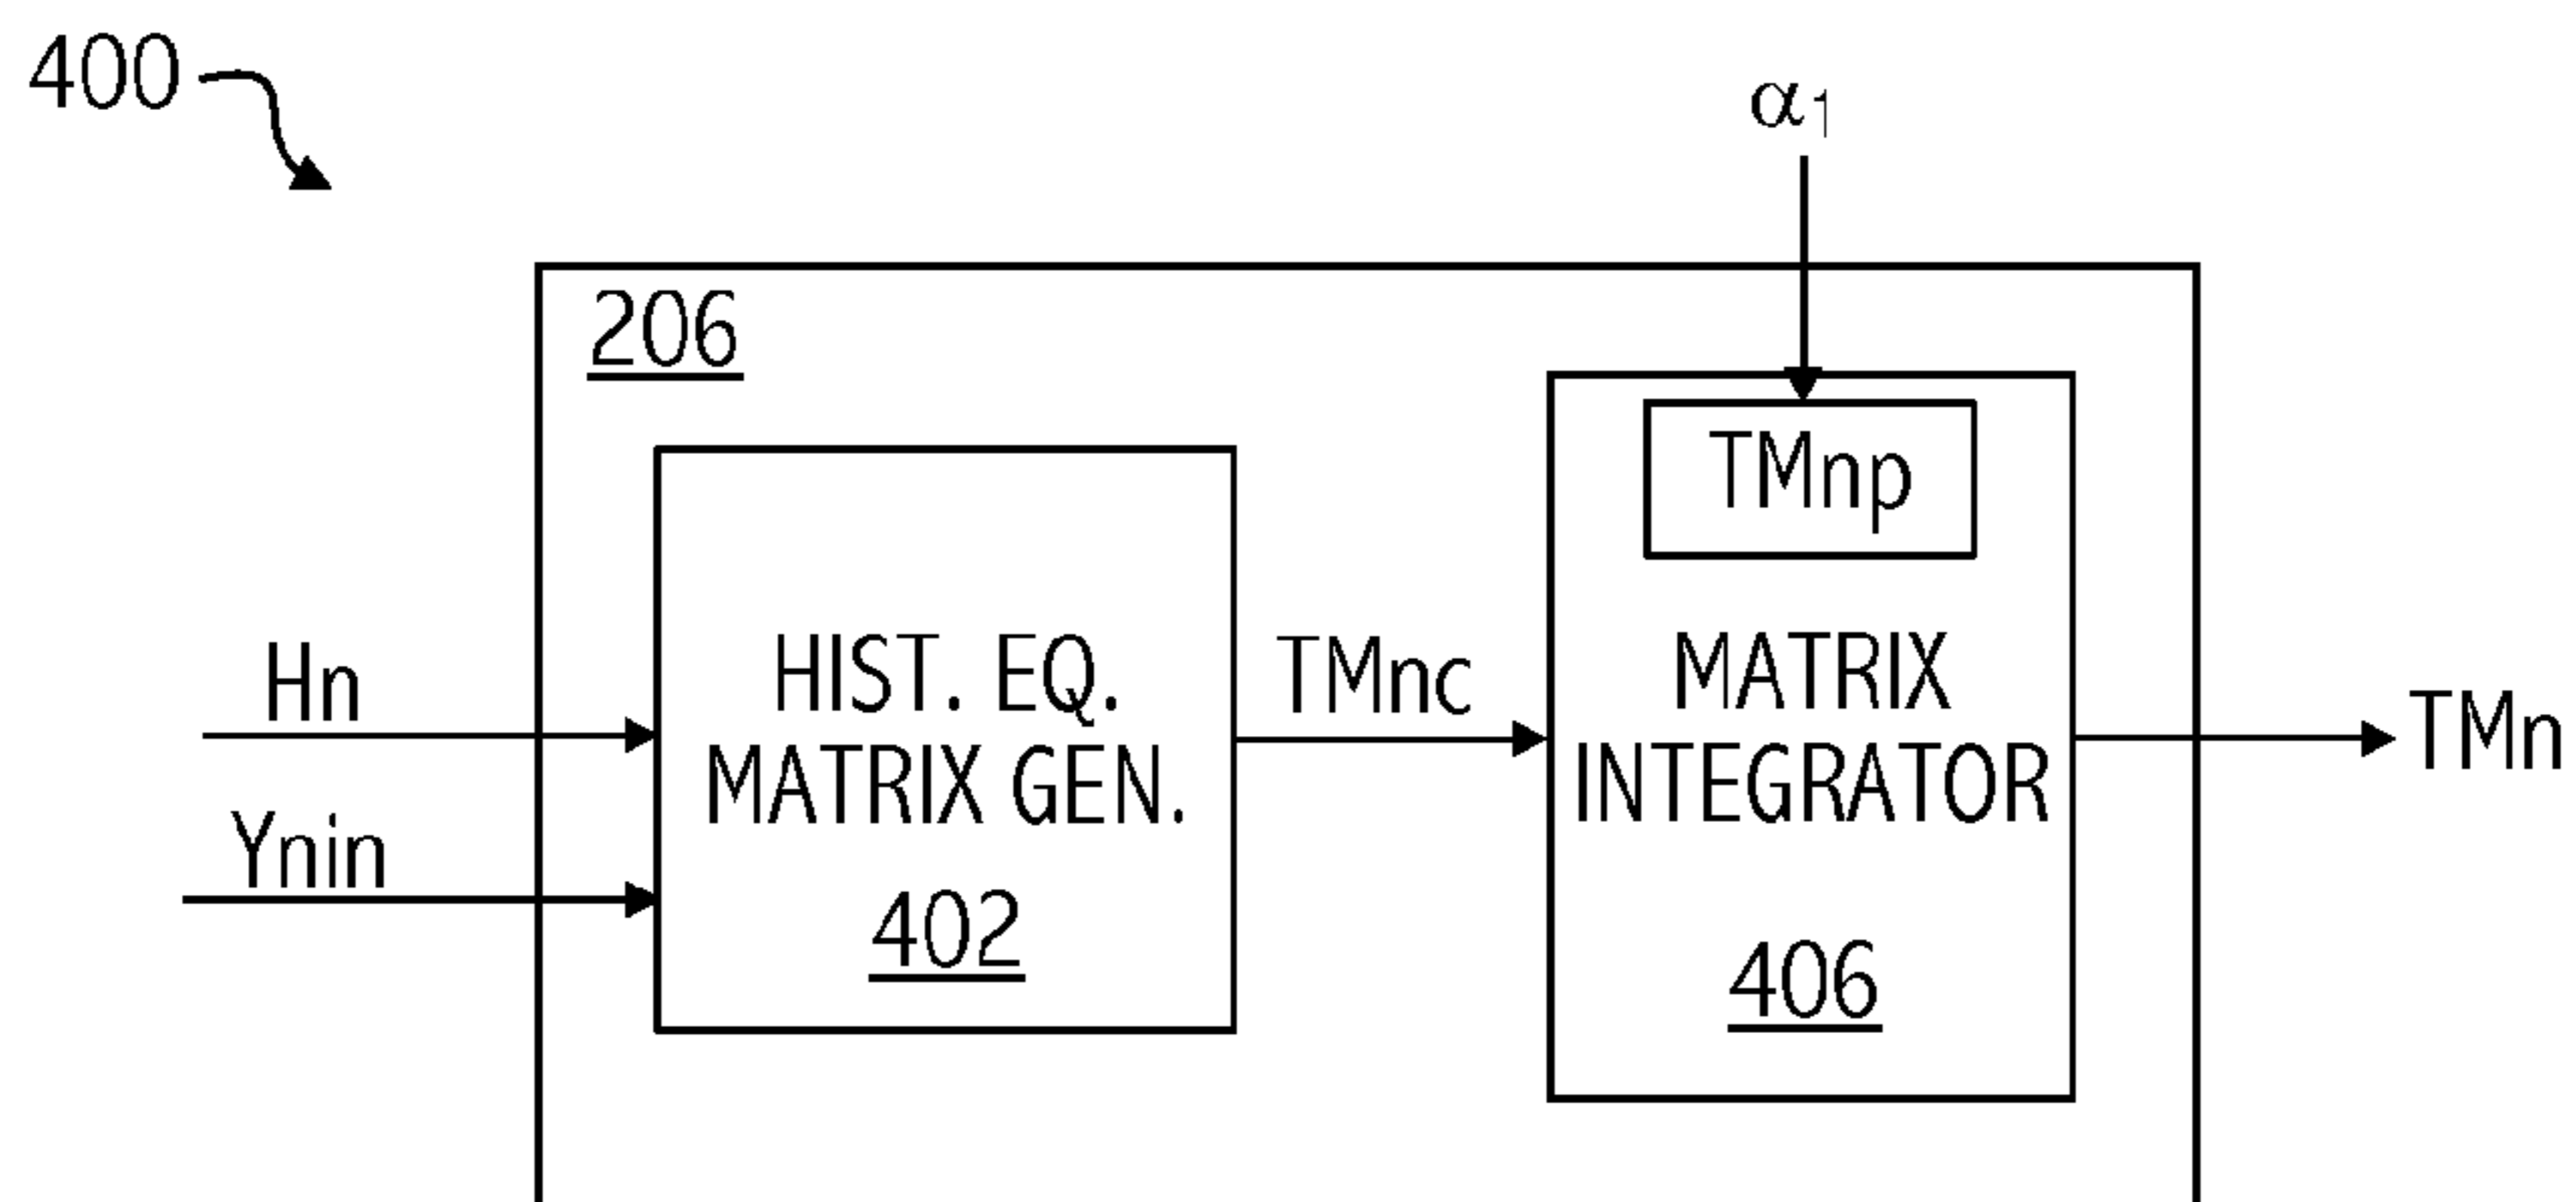 400
α1
206
TMnp
Hn
HIST. EQ.
MATRIX GEN.
TMnc
MATRIX
INTEGRATOR
TMn
Ynin
402
406